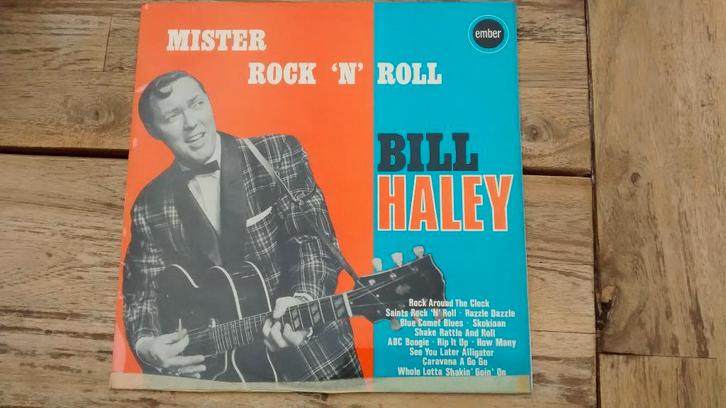 MISTER
ROCK 'N' ROLL
ember
BILL
HALEY
Rock Around The Clock
Saints Rock 'N' Roll · Razzle Dazzle
Blue Comet Blues · Skokiaan
Shake Rattle And Roll
ABC Boogie · Rip It Up · How Many
See You Later Alligator
Caravana A Go Go
Whole Lotta Shakin' Goin' On